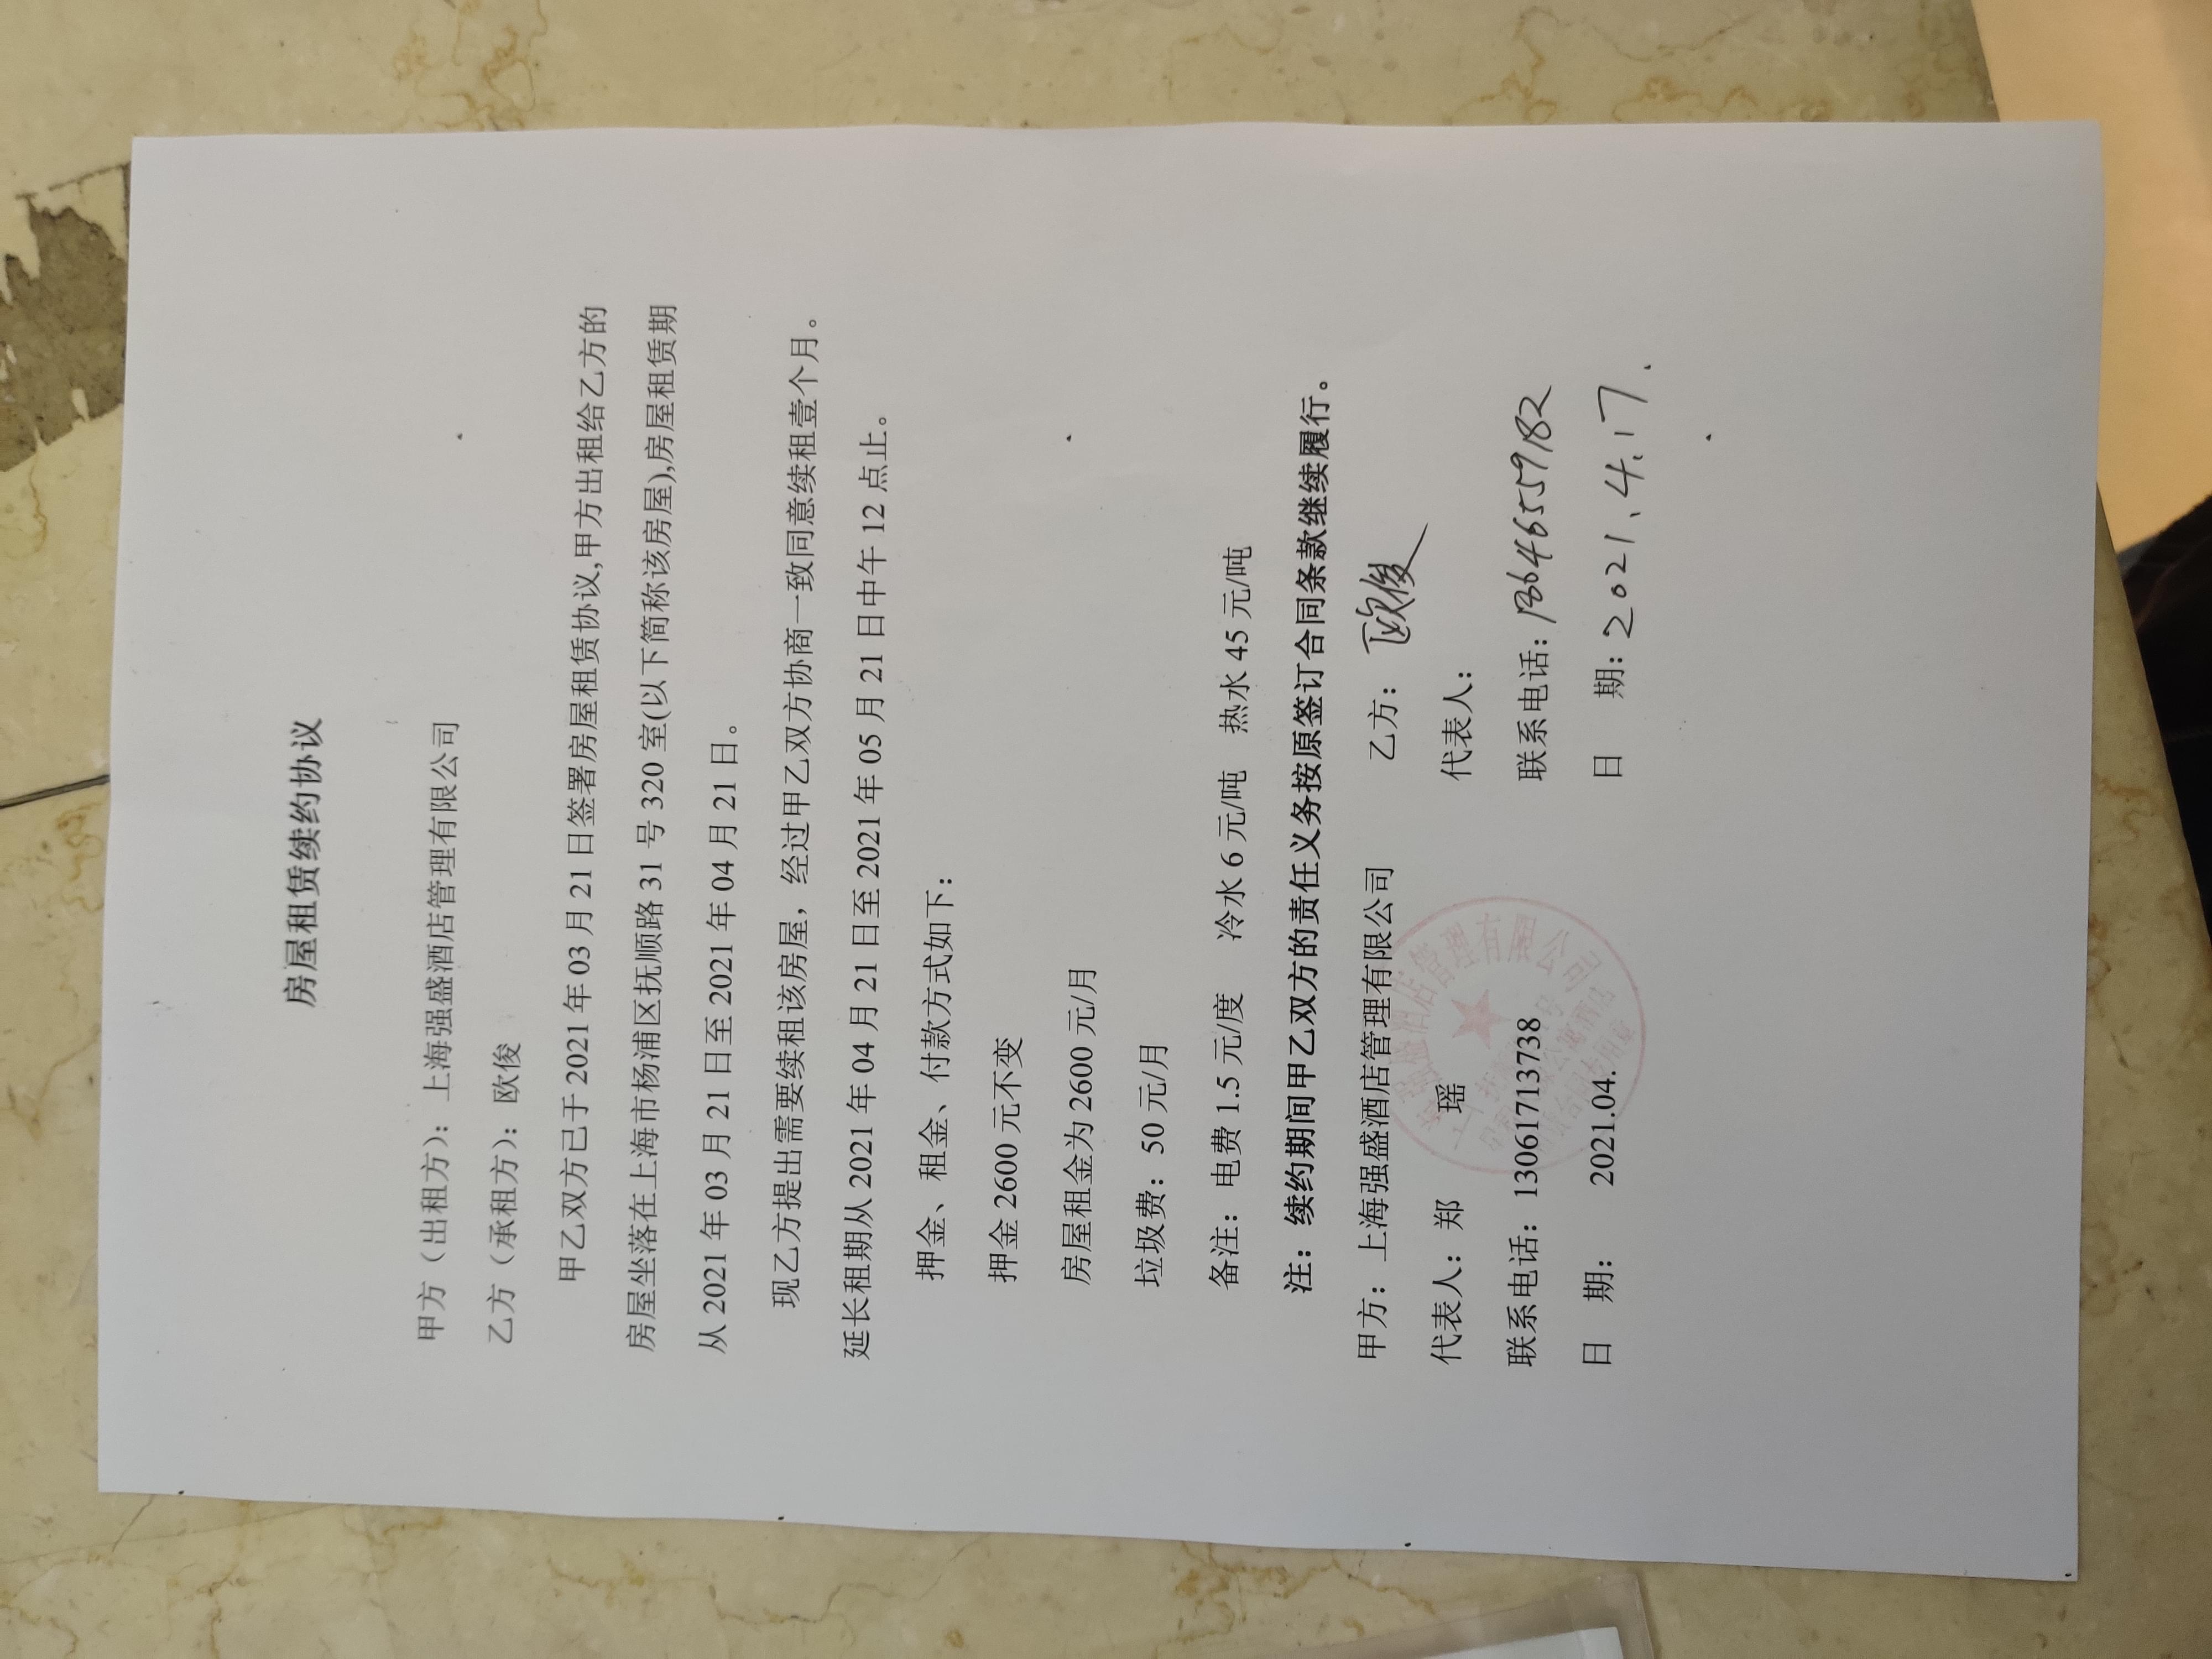 房屋租赁续约协议
甲方（出租方）：上海强盛酒店管理有限公司
乙方（承租方）：欧俊
甲乙双方已于 2021 年 03 月 21 日签署房屋租赁协议,甲方出租给乙方的
房屋坐落在上海市杨浦区抚顺路 31 号 320 室(以下简称该房屋),房屋租赁期
从 2021 年 03 月 21 日至 2021 年 04 月 21 日。
现乙方提出需要续租该房屋，经过甲乙双方协商一致同意续租壹个月。
延长租期从 2021 年 04 月 21 日至 2021 年 05 月 21 日中午 12 点止。
押金、租金、付款方式如下：
押金 2600 元不变
房屋租金为 2600 元/月
垃圾费：50 元/月
备注：电费 1.5 元/度 冷水 6 元/吨 热水 45 元/吨
注：续约期间甲乙双方的责任义务按原签订合同条款继续履行。
甲方：上海强盛酒店管理有限公司 乙方：欧俊
代表人：郑 瑶 代表人：
联系电话：13061713738 联系电话：13646559182
日 期： 2021.04. 日 期：2021.4.17.
强盛酒店管理有限公司